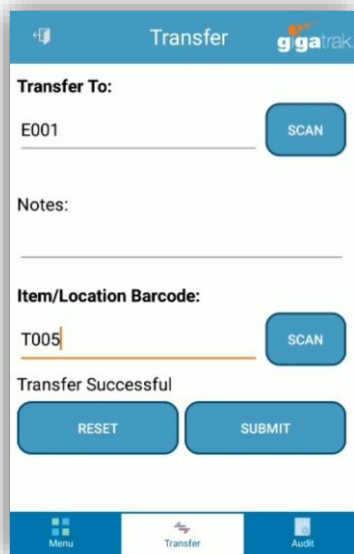 Transfer
gigatrak
Transfer To:
E001
SCAN
Notes:
Item/Location Barcode:
T005
SCAN
Transfer Successful
RESET
SUBMIT
Menu
Transfer
Audit